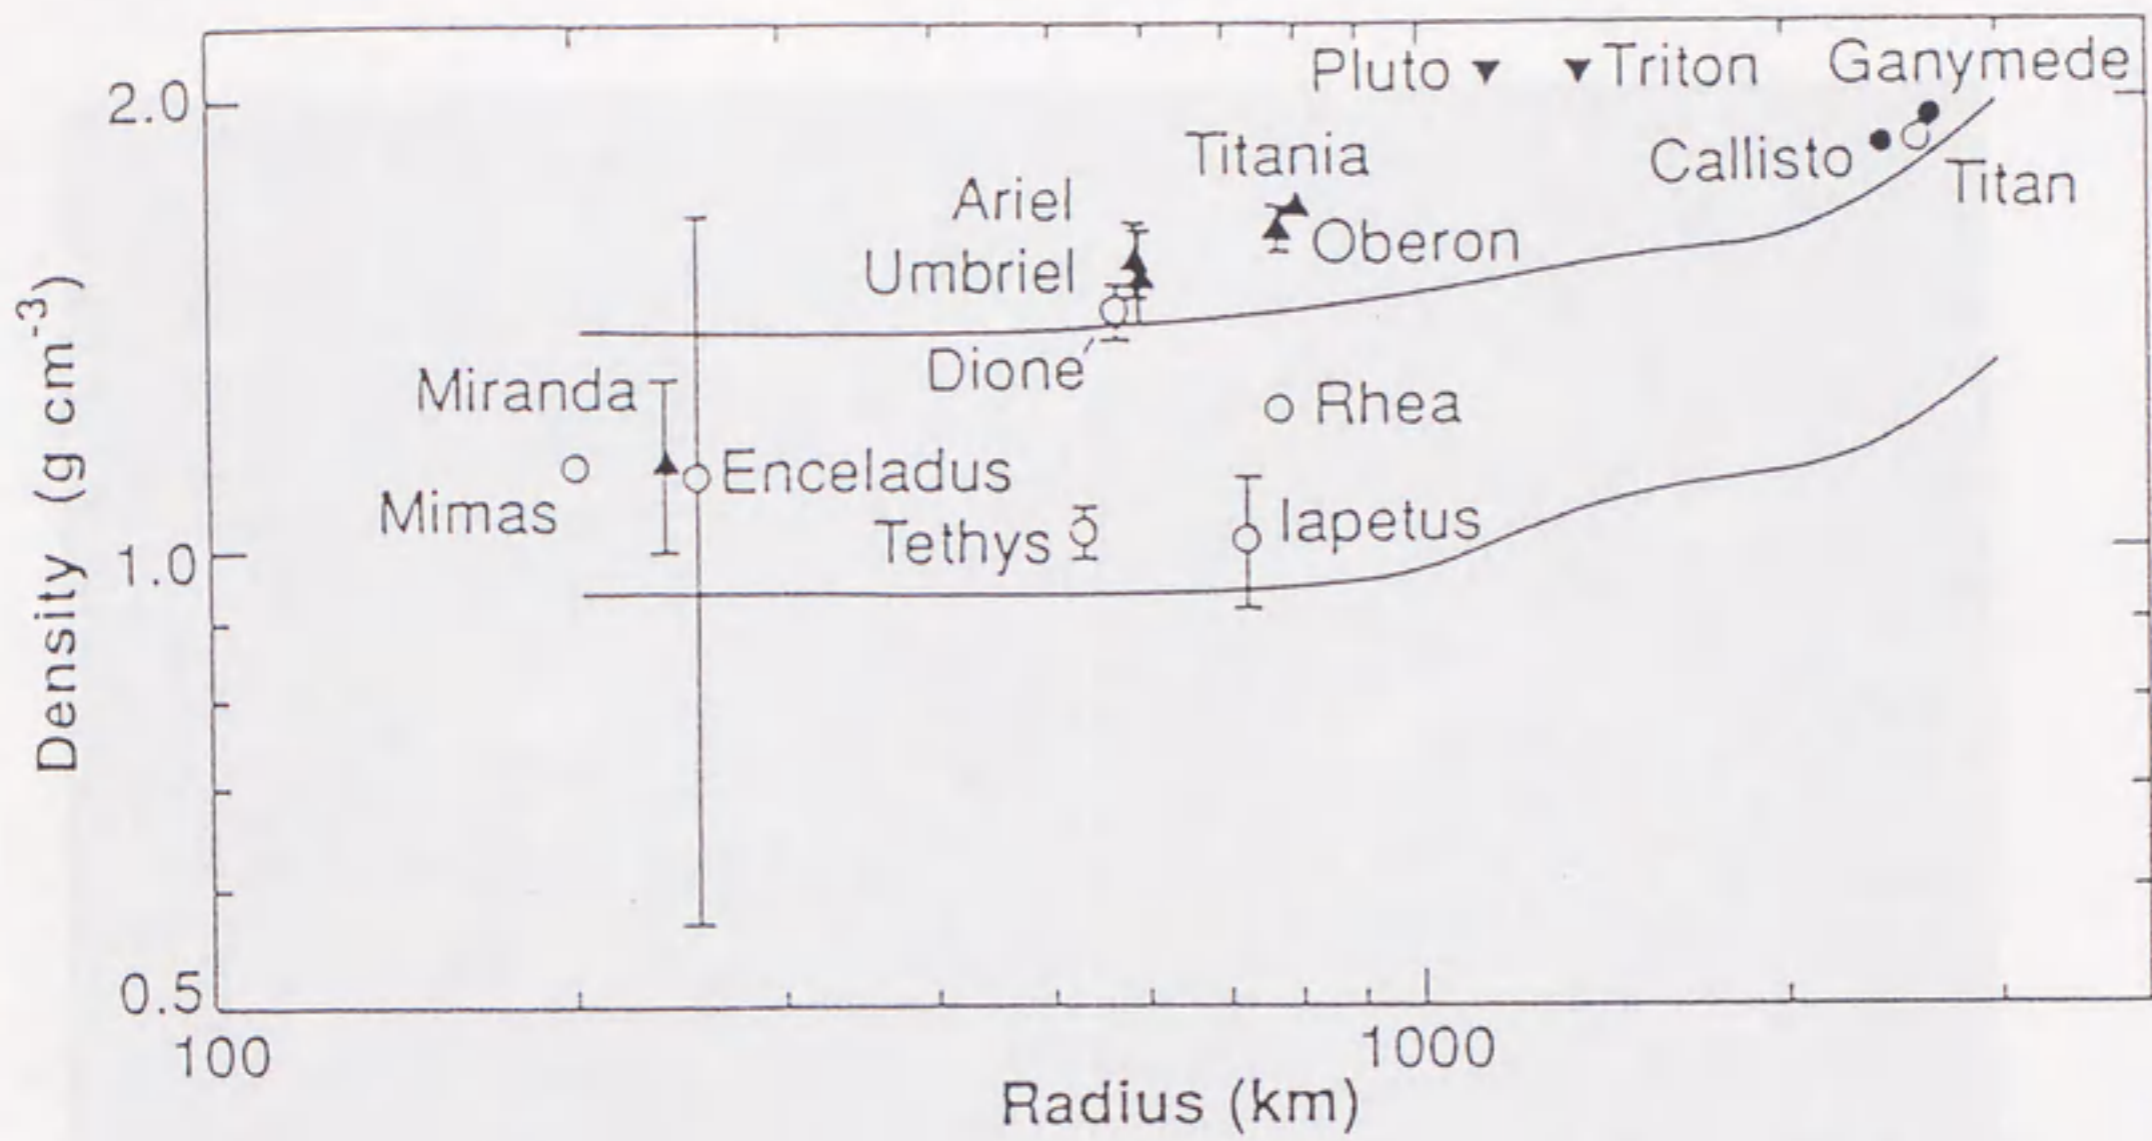 Pluto
Triton
Ganymede
2.0
Titania
Callisto
Titan
Ariel
Oberon
Umbriel
Dione
Miranda
Rhea
Enceladus
Mimas
Iapetus
Tethys
1.0
0.5
100
1000
Radius (km)
Density (g cm⁻³)